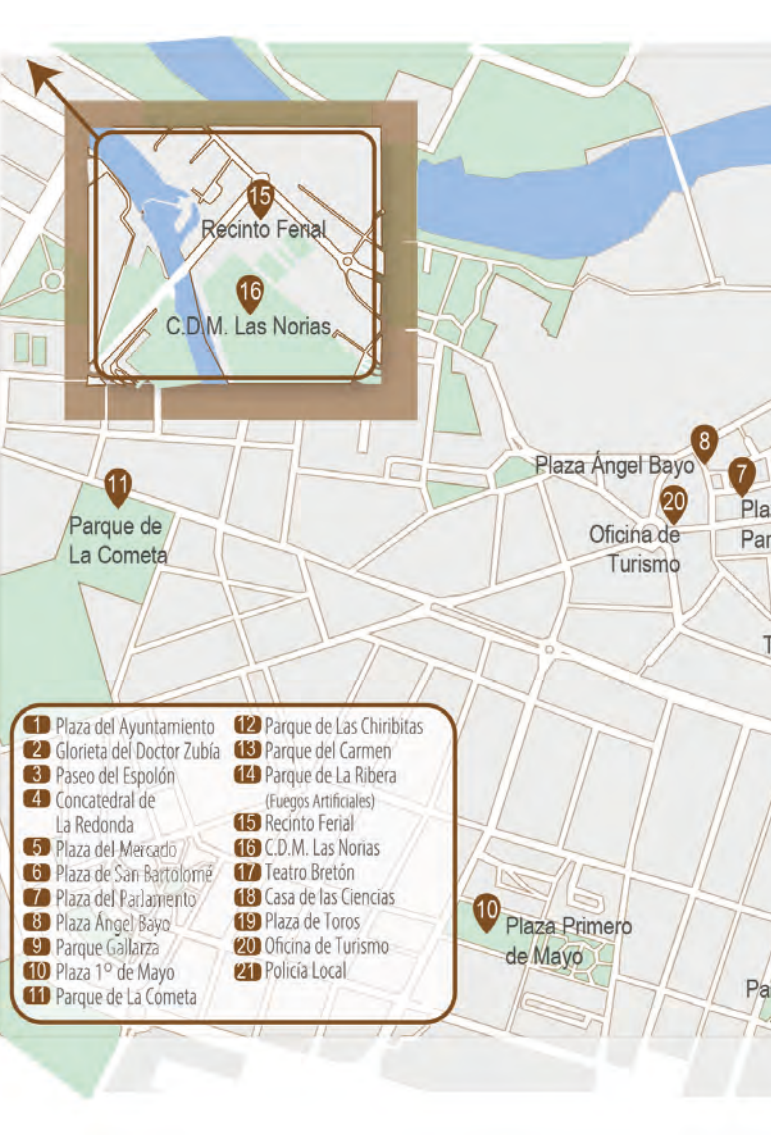 15
Recinto Ferial
16
C.D.M. Las Norias
8
Plaza Ángel Bayo
7
11
20
Pla
Parque de
La Cometa
Oficina de
Turismo
Par
T
1 Plaza del Ayuntamiento
2 Glorieta del Doctor Zubía
3 Paseo del Espolón
4 Concatedral de
La Redonda
5 Plaza del Mercado
6 Plaza de San Bartolomé
7 Plaza del Parlamento
8 Plaza Ángel Bayo
9 Parque Gallarza
10 Plaza 1º de Mayo
11 Parque de La Cometa
12 Parque de Las Chiribitas
13 Parque del Carmen
14 Parque de La Ribera
(Fuegos Artificiales)
15 Recinto Ferial
16 C.D.M. Las Norias
17 Teatro Bretón
18 Casa de las Ciencias
19 Plaza de Toros
20 Oficina de Turismo
21 Policía Local
10
Plaza Primero
de Mayo
Pa